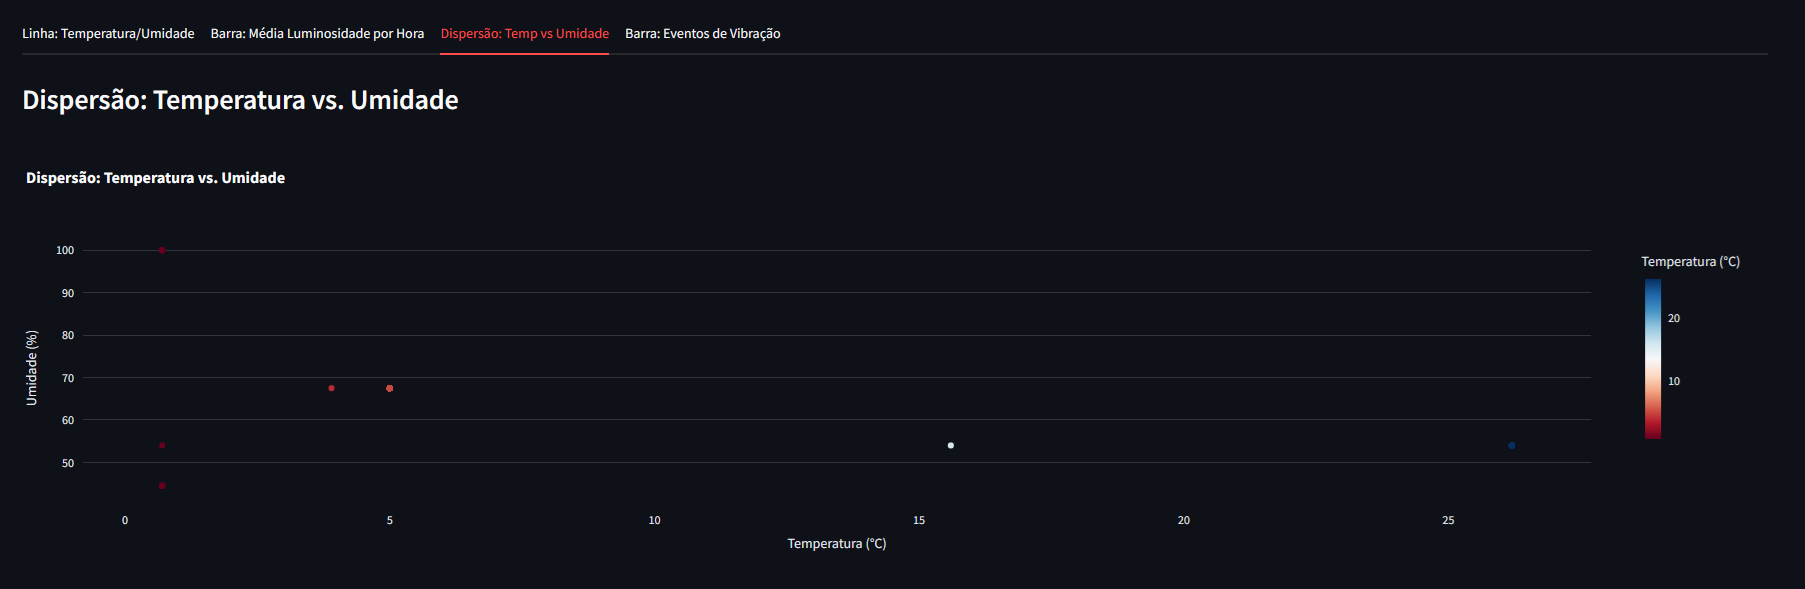 Linha: Temperatura/Umidade Barra: Média Luminosidade por Hora Dispersão: Temp vs Umidade Barra: Eventos de Vibração
Dispersão: Temperatura vs. Umidade
Dispersão: Temperatura vs. Umidade
100
90
80
70
60
50
Umidade (%)
0 5 10 15 20 25
Temperatura (°C)
Temperatura (°C)
20
10